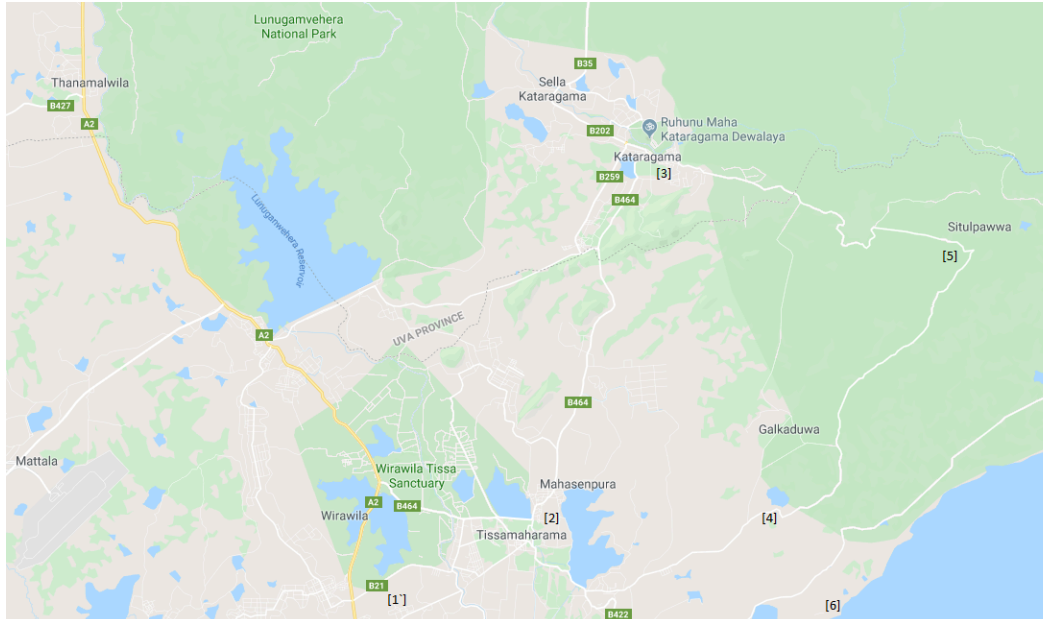 Lunugamvehera
National Park
Thanamalwila
B427
A2
B35
Sella
Kataragama
B202
Ruhunu Maha
Kataragama Dewalaya
Kataragama
[3]
B259
B464
Lunuganwehera Reservoir
Situlpawwa
[5]
A2
UVA PROVINCE
B464
Galkaduwa
Mattala
Wirawila Tissa
Sanctuary
A2
B464
Wirawila
Mahasenpura
[2]
Tissamaharama
[4]
B21
[1`]
B422
[6]